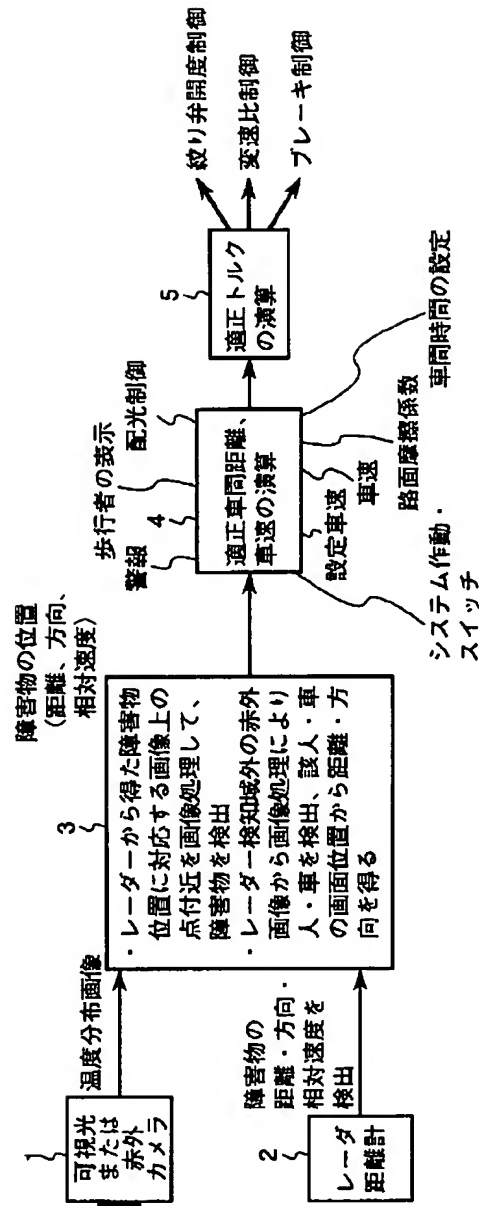 1
可視光
または
赤外
カメラ
温度分布画像
2
レーダ
距離計
障害物の
距離・方向・
相対速度を
検出
3
・レーダーから得た障害物
位置に対応する画像上の
点付近を画像処理して、
障害物を検出
・レーダー検知域外の赤外
画像から画像処理により
人・車を検出、該人・車
の画面位置から距離・方
向を得る
障害物の位置
(距離、方向、
相対速度)
警報
4
歩行者の表示
配光制御
適正車間距離、
車速の演算
システム作動・
スイッチ
設定車速
車速
路面摩擦係数
車間時間の設定
5
適正トルク
の演算
絞り弁開度制御
変速比制御
ブレーキ制御